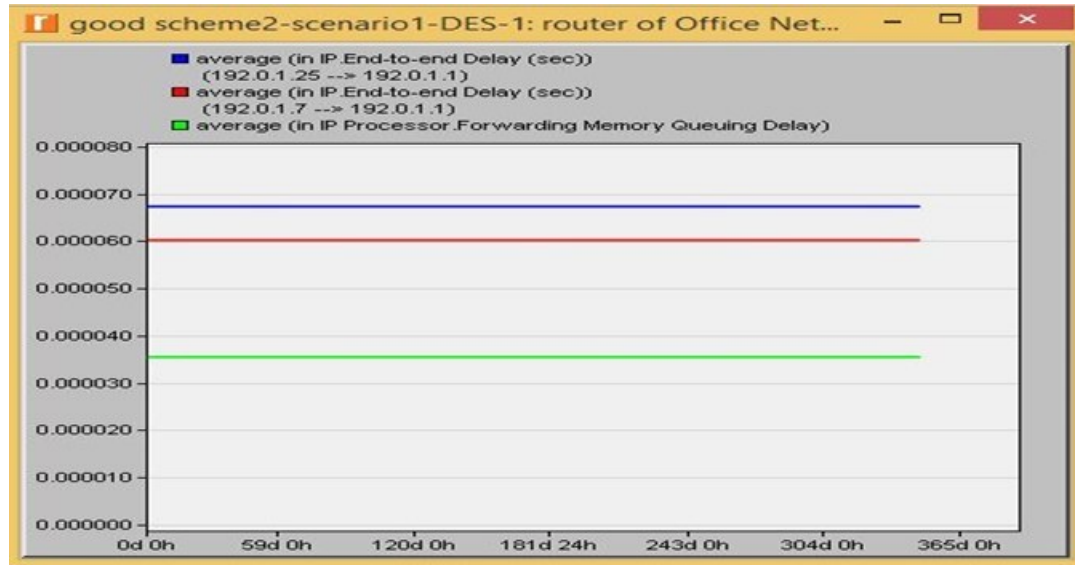 good scheme2-scenario1-DES-1: router of Office Net...
average (in IP.End-to-end Delay (sec))
(192.0.1.25 --> 192.0.1.1)
average (in IP.End-to-end Delay (sec))
(192.0.1.7 --> 192.0.1.1)
average (in IP Processor.Forwarding Memory Queuing Delay)
0.000080
0.000070
0.000060
0.000050
0.000040
0.000030
0.000020
0.000010
0.000000
0d 0h 59d 0h 120d 0h 181d 24h 243d 0h 304d 0h 365d 0h